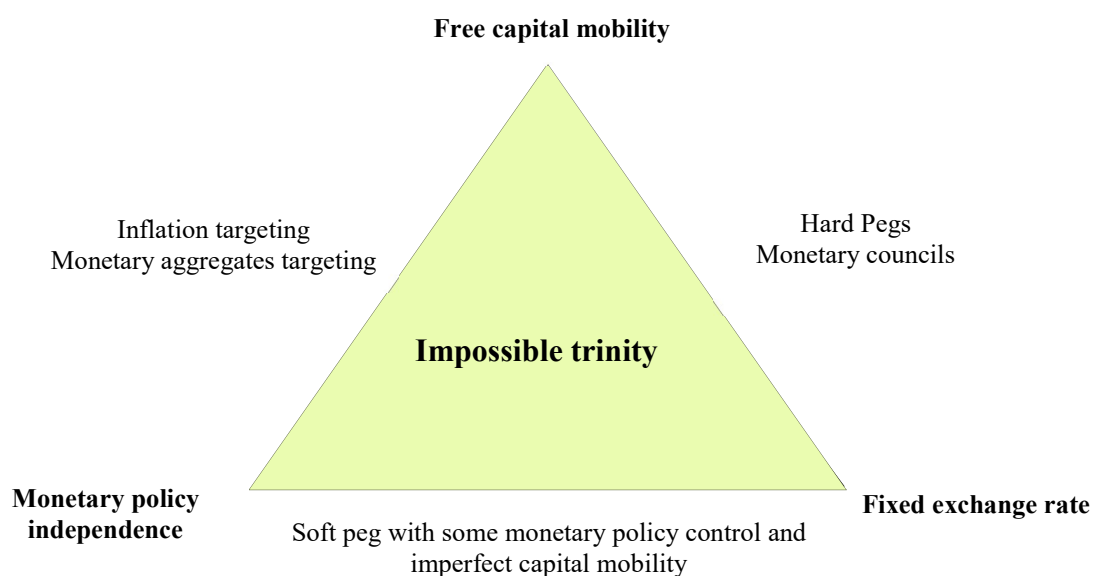 Free capital mobility
Inflation targeting
Monetary aggregates targeting
Hard Pegs
Monetary councils
Impossible trinity
Monetary policy
independence
Fixed exchange rate
Soft peg with some monetary policy control and
imperfect capital mobility